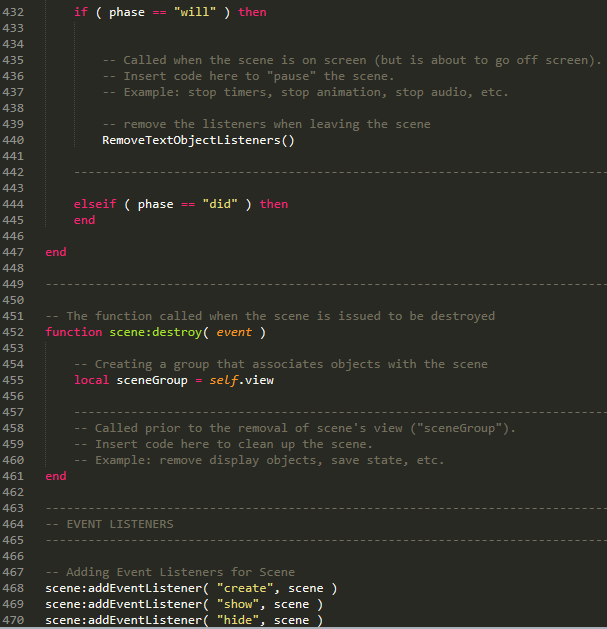 432 if ( phase == "will" ) then
433
434
435 -- Called when the scene is on screen (but is about to go off screen).
436 -- Insert code here to "pause" the scene.
437 -- Example: stop timers, stop animation, stop audio, etc.
438
439 -- remove the listeners when leaving the scene
440 RemoveTextObjectListeners()
441
442 -----------------------------------------------------------------------------
443
444 elseif ( phase == "did" ) then
445 end
446
447 end
448
449 -----------------------------------------------------------------------------
450
451 -- The function called when the scene is issued to be destroyed
452 function scene:destroy( event )
453
454 -- Creating a group that associates objects with the scene
455 local sceneGroup = self.view
456
457 -----------------------------------------------------------------------------
458 -- Called prior to the removal of scene's view ("sceneGroup").
459 -- Insert code here to clean up the scene.
460 -- Example: remove display objects, save state, etc.
461 end
462
463 -----------------------------------------------------------------------------
464 -- EVENT LISTENERS
465 -----------------------------------------------------------------------------
466
467 -- Adding Event Listeners for Scene
468 scene:addEventListener( "create", scene )
469 scene:addEventListener( "show", scene )
470 scene:addEventListener( "hide", scene )